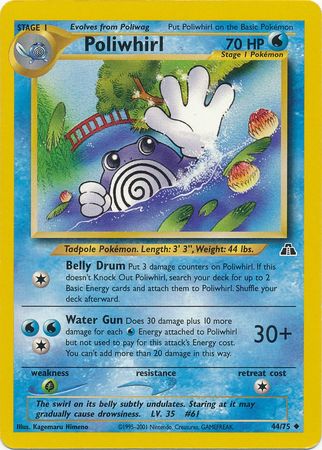 STAGE 1 Evolves from Poliwag Put Poliwhirl on the Basic Pokémon
Poliwhirl 70 HP
Stage 1 Pokémon
Tadpole Pokémon. Length: 3' 3", Weight: 44 lbs.
Belly Drum Put 3 damage counters on Poliwhirl. If this
doesn't Knock Out Poliwhirl, search your deck for up to 2
Basic Energy cards and attach them to Poliwhirl. Shuffle your
deck afterward.
Water Gun Does 30 damage plus 10
more damage for each Energy attached to Poliwhirl
but not used to pay for this attack's Energy cost.
You can't add more than 20 damage in this way.
30+
weakness resistance retreat cost
The swirl on its belly subtly undulates. Staring at it may
gradually cause drowsiness. LV. 35 #61
Illus. Kagemaru Himeno ©1995-2001 Nintendo, Creatures, GAMEFREAK. 44/75